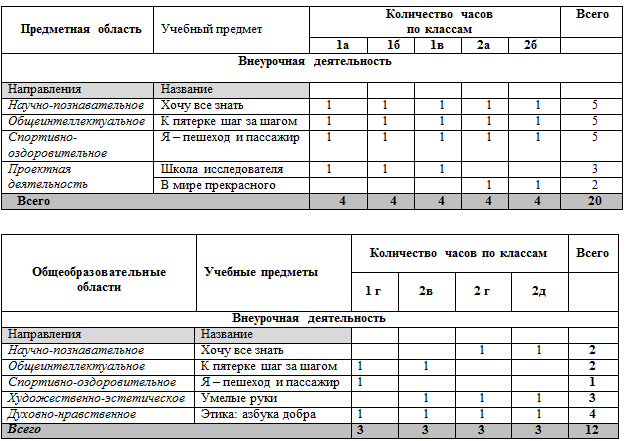 Предметная область Учебный предмет Количество часов по классам Всего
1а 1б 1в 2а 2б
Внеурочная деятельность
Направления Название
Научно-познавательное Хочу все знать 1 1 1 1 1 5
Общеинтеллектуальное К пятерке шаг за шагом 1 1 1 1 1 5
Спортивно-оздоровительное Я – пешеход и пассажир 1 1 1 1 1 5
Проектная деятельность Школа исследователя 1 1 1 3
В мире прекрасного 1 1 2
Всего 4 4 4 4 4 20
Общеобразовательные области Учебные предметы Количество часов по классам Всего
1 г 2в 2 г 2д
Внеурочная деятельность
Направления Название
Научно-познавательное Хочу все знать 1 1 2
Общеинтеллектуальное К пятерке шаг за шагом 1 1 2
Спортивно-оздоровительное Я – пешеход и пассажир 1 1
Художественно-эстетическое Умелые руки 1 1 1 3
Духовно-нравственное Этика: азбука добра 1 1 1 1 4
Всего 3 3 3 3 12